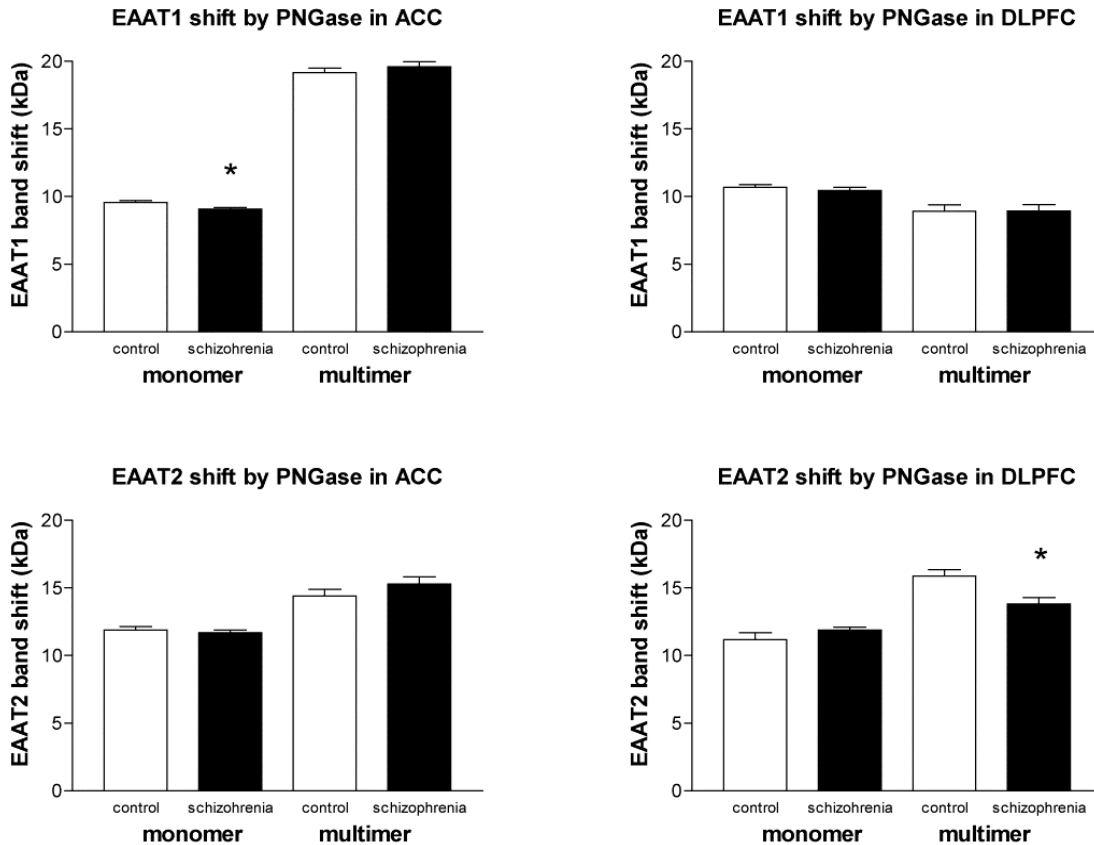 EAAT1 shift by PNGase in ACC
EAAT1 band shift (kDa)
20
15
10
5
0
*
control schizohrenia control schizophrenia
monomer multimer
EAAT1 shift by PNGase in DLPFC
EAAT1 band shift (kDa)
20
15
10
5
0
control schizohrenia control schizophrenia
monomer multimer
EAAT2 shift by PNGase in ACC
EAAT2 band shift (kDa)
20
15
10
5
0
control schizohrenia control schizophrenia
monomer multimer
EAAT2 shift by PNGase in DLPFC
EAAT2 band shift (kDa)
20
15
10
5
0
*
control schizohrenia control schizophrenia
monomer multimer